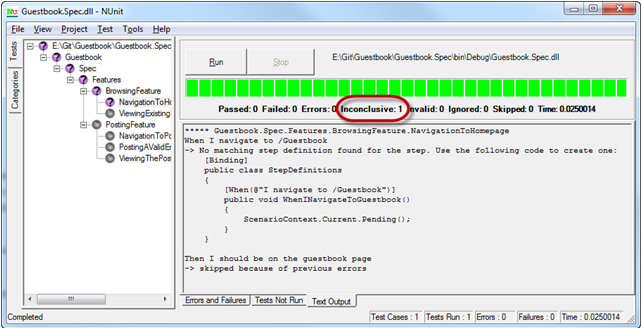 Guestbook.Spec.dll - NUnit
File View Project Test Tools Help
Tests
Categories
E:\Git\Guestbook\Guestbook.Spec
Guestbook
Spec
Features
BrowsingFeature
NavigationToHo
ViewingExisting
PostingFeature
NavigationToPo
PostingAValidE
ViewingThePos
Run Stop E:\Git\Guestbook\Guestbook.Spec\bin\Debug\Guestbook.Spec.dll
Passed: 0 Failed: 0 Errors: 0 Inconclusive: 1 Invalid: 0 Ignored: 0 Skipped: 0 Time: 0.0250014
***** Guestbook.Spec.Features.BrowsingFeature.NavigationToHomepage
When I navigate to /Guestbook
-> No matching step definition found for the step. Use the following code to create one:
[Binding]
public class StepDefinitions
{
[When(@"I navigate to /Guestbook")]
public void WhenINavigateToGuestbook()
{
ScenarioContext.Current.Pending();
}
}
Then I should be on the guestbook page
-> skipped because of previous errors
Errors and Failures Tests Not Run Text Output
Completed Test Cases : 1 Tests Run : 1 Errors : 0 Failures : 0 Time : 0.0250014